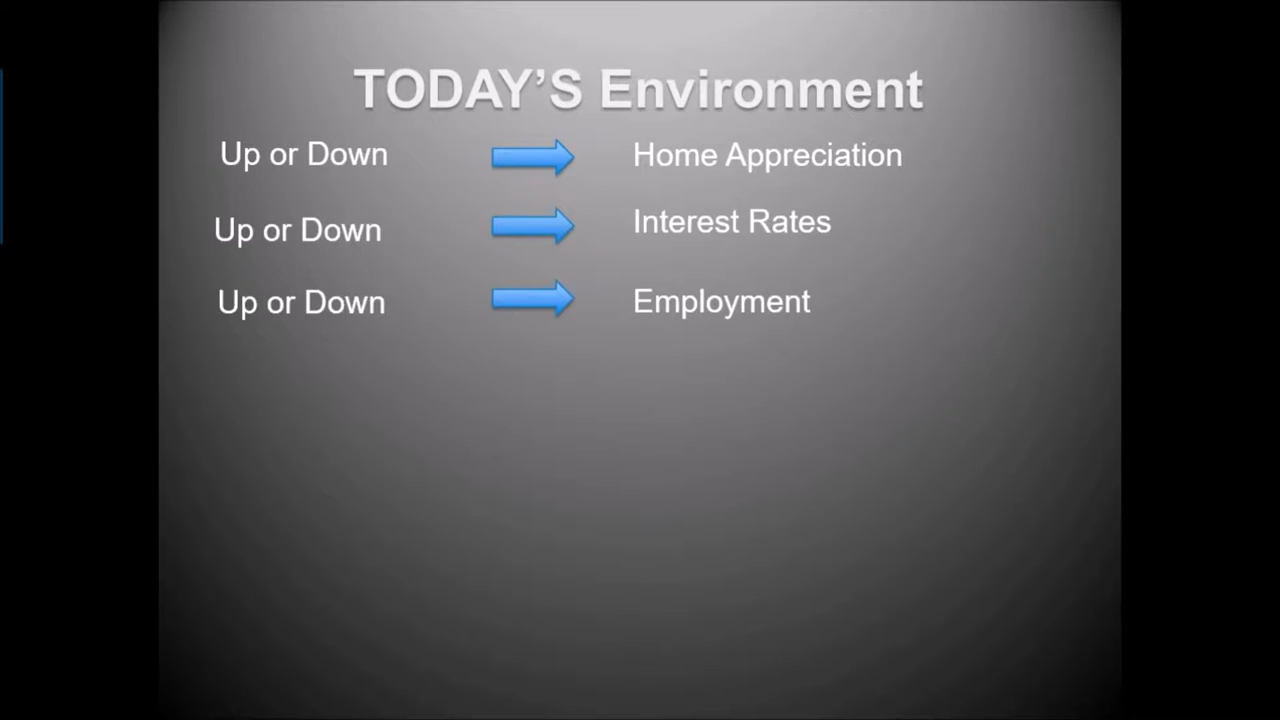 TODAY’S Environment
Up or Down Home Appreciation
Up or Down Interest Rates
Up or Down Employment